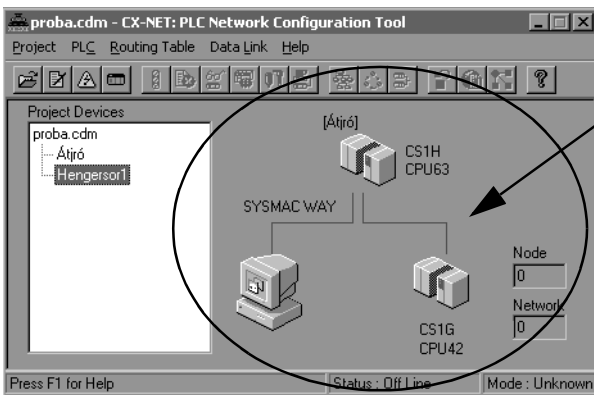 proba.cdm - CX-NET: PLC Network Configuration Tool
Project PLC Routing Table Data Link Help
Project Devices
proba.cdm
Átjró
Hengersor1
[Átjró]
CS1H
CPU63
SYSMAC WAY
Node
0
Network
0
CS1G
CPU42
Press F1 for Help
Status : Off Line
Mode : Unknown